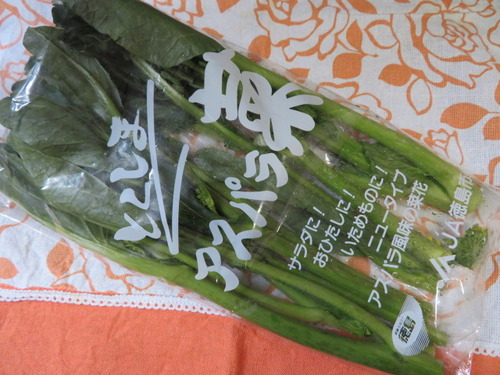 とくしま
アスパラ菜
サラダに！
おひたしに！
いためものに！
ニュータイプ
アスパラ風味の菜花
JA徳島市
徳島